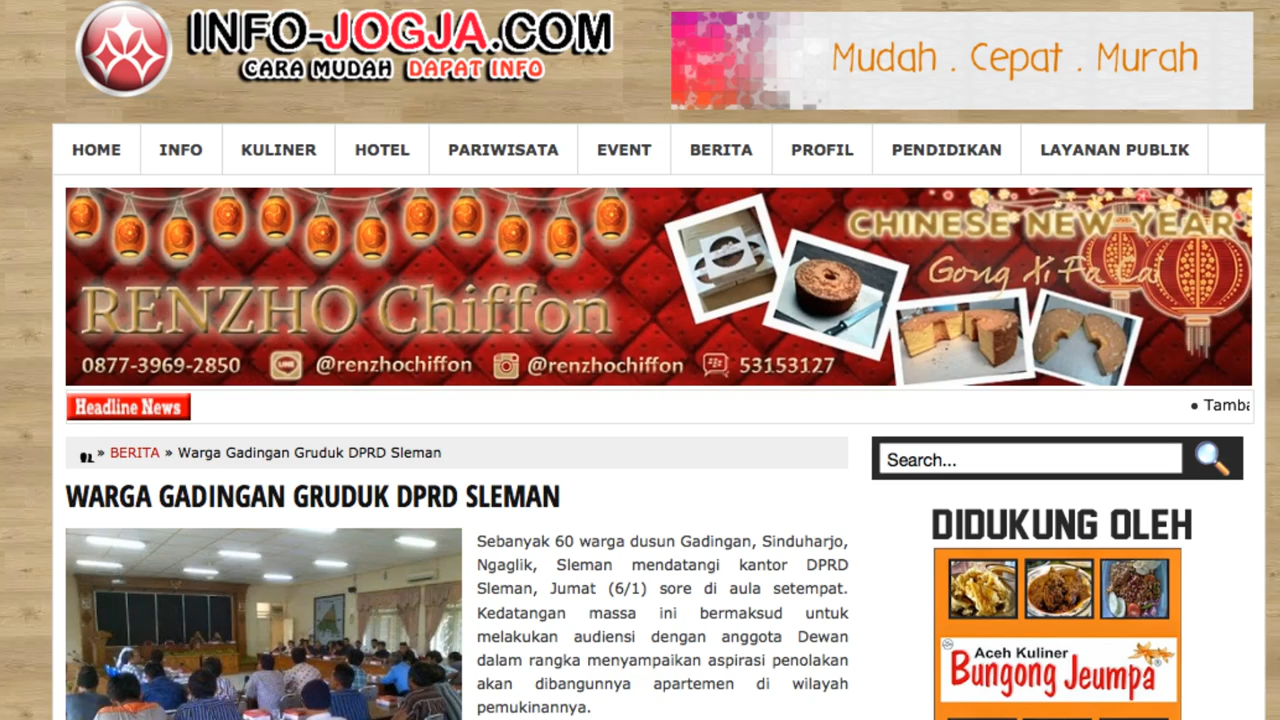 INFO-JOGJA.COM
CARA MUDAH DAPAT INFO
Mudah . Cepat . Murah
HOME INFO KULINER HOTEL PARIWISATA EVENT BERITA PROFIL PENDIDIKAN LAYANAN PUBLIK
CHINESE NEW YEAR
Gong Xi Fa Cai
RENZHO Chiffon
0877-3969-2850 LINE @renzhochiffon @renzhochiffon 53153127
Headline News
• Tamba
» BERITA » Warga Gadingan Gruduk DPRD Sleman
Search...
WARGA GADINGAN GRUDUK DPRD SLEMAN
Sebanyak 60 warga dusun Gadingan, Sinduharjo,
Ngaglik, Sleman mendatangi kantor DPRD
Sleman, Jumat (6/1) sore di aula setempat.
Kedatangan massa ini bermaksud untuk
melakukan audiensi dengan anggota Dewan
dalam rangka menyampaikan aspirasi penolakan
akan dibangunnya apartemen di wilayah
pemukinannya.
DIDUKUNG OLEH
Aceh Kuliner
Bungong Jeumpa